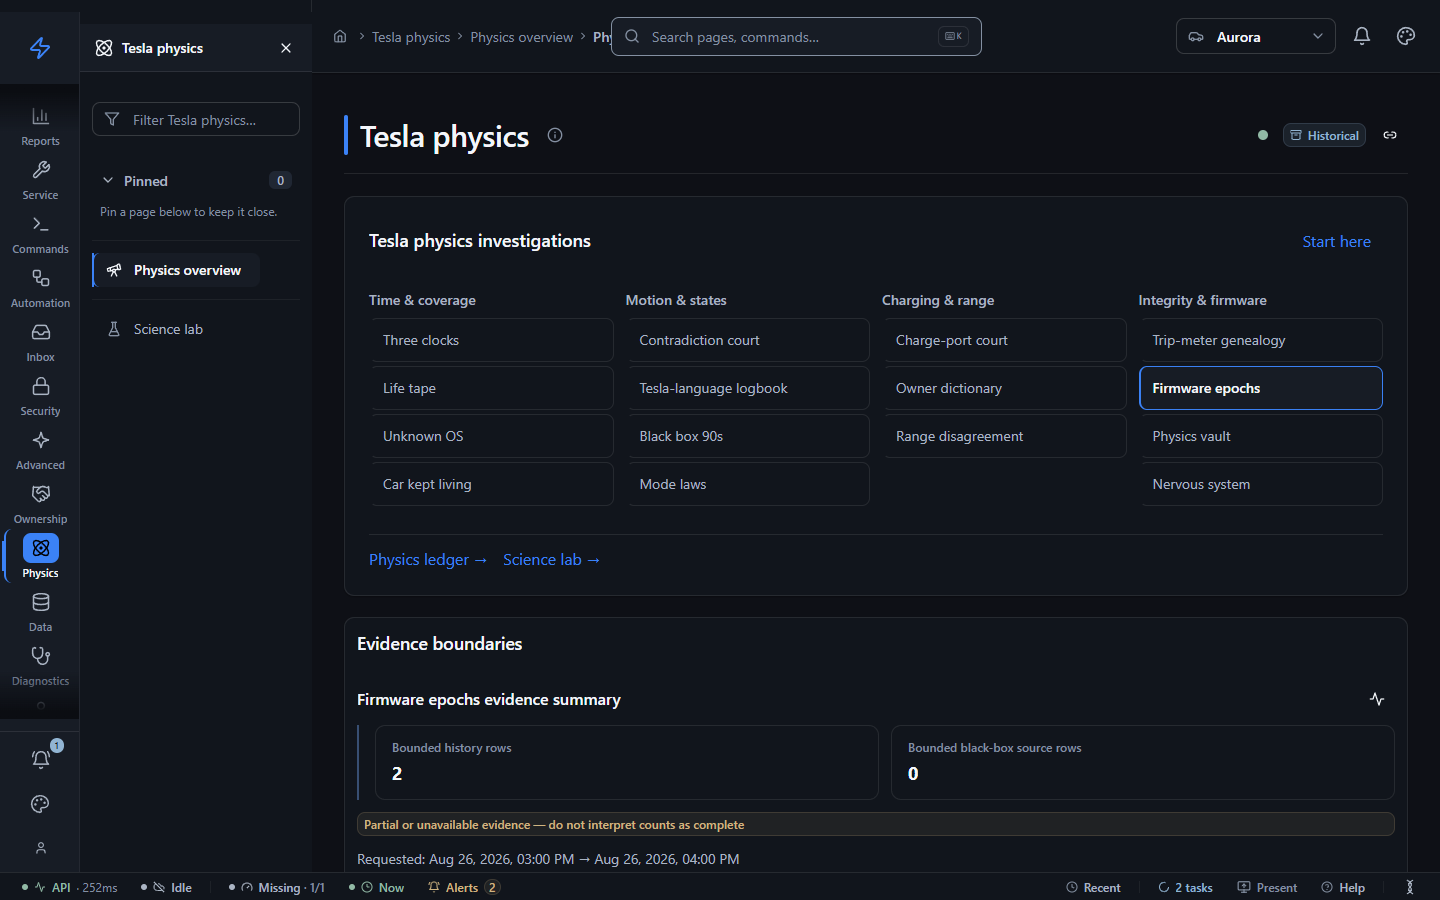 Tesla physics
Tesla physics
Physics overview
Search pages, commands...
K
Aurora
Reports
Service
Commands
Automation
Inbox
Security
Advanced
Ownership
Physics
Data
Diagnostics
1
Filter Tesla physics...
Pinned
0
Pin a page below to keep it close.
Physics overview
Science lab
Tesla physics
Historical
Tesla physics investigations
Start here
Time & coverage
Three clocks
Life tape
Unknown OS
Car kept living
Motion & states
Contradiction court
Tesla-language logbook
Black box 90s
Mode laws
Charging & range
Charge-port court
Owner dictionary
Range disagreement
Integrity & firmware
Trip-meter genealogy
Firmware epochs
Physics vault
Nervous system
Physics ledger →
Science lab →
Evidence boundaries
Firmware epochs evidence summary
Bounded history rows
2
Bounded black-box source rows
0
Partial or unavailable evidence — do not interpret counts as complete
Requested: Aug 26, 2026, 03:00 PM → Aug 26, 2026, 04:00 PM
API · 252ms
Idle
Missing · 1/1
Now
Alerts 2
Recent
2 tasks
Present
Help